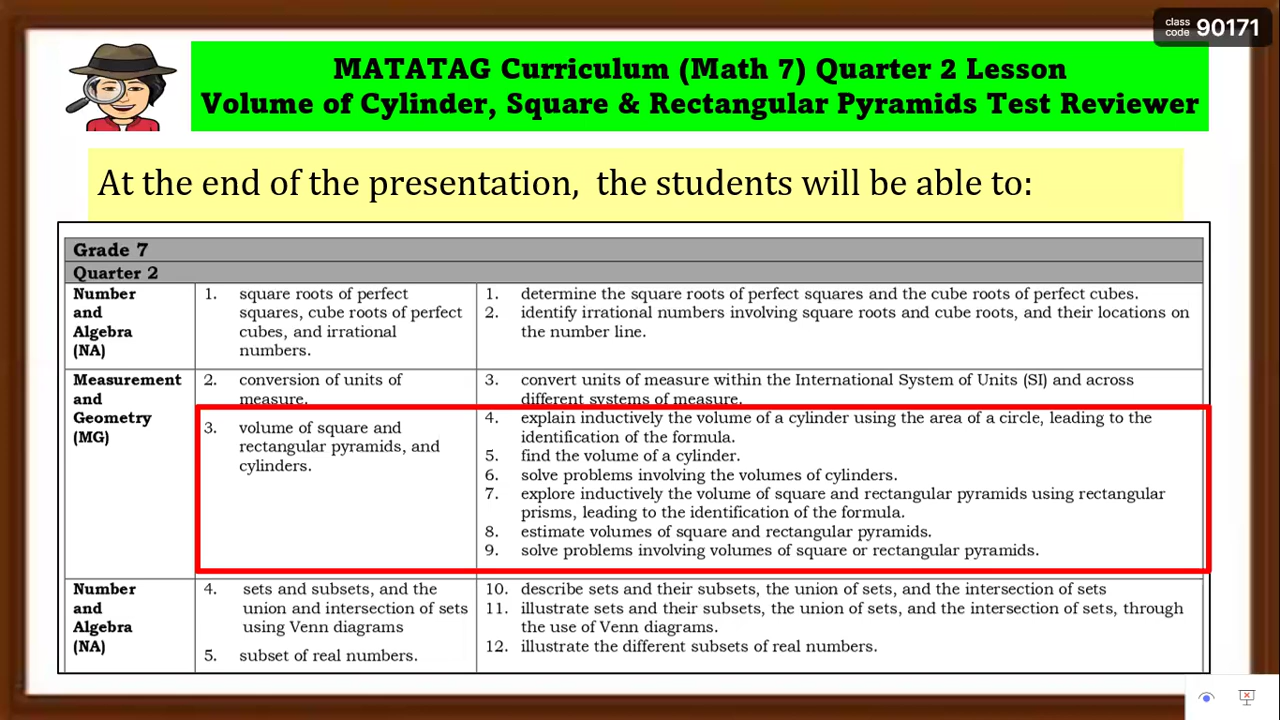 class code 90171
MATATAG Curriculum (Math 7) Quarter 2 Lesson
Volume of Cylinder, Square & Rectangular Pyramids Test Reviewer
At the end of the presentation, the students will be able to:
Grade 7
Quarter 2
Number
and
Algebra
(NA)
1. square roots of perfect
squares, cube roots of perfect
cubes, and irrational
numbers.
1. determine the square roots of perfect squares and the cube roots of perfect cubes.
2. identify irrational numbers involving square roots and cube roots, and their locations on
the number line.
Measurement
and
Geometry
(MG)
2. conversion of units of
measure.
3. volume of square and
rectangular pyramids, and
cylinders.
3. convert units of measure within the International System of Units (SI) and across
different systems of measure.
4. explain inductively the volume of a cylinder using the area of a circle, leading to the
identification of the formula.
5. find the volume of a cylinder.
6. solve problems involving the volumes of cylinders.
7. explore inductively the volume of square and rectangular pyramids using rectangular
prisms, leading to the identification of the formula.
8. estimate volumes of square and rectangular pyramids.
9. solve problems involving volumes of square or rectangular pyramids.
Number
and
Algebra
(NA)
4. sets and subsets, and the
union and intersection of sets
using Venn diagrams
5. subset of real numbers.
10. describe sets and their subsets, the union of sets, and the intersection of sets
11. illustrate sets and their subsets, the union of sets, and the intersection of sets, through
the use of Venn diagrams.
12. illustrate the different subsets of real numbers.